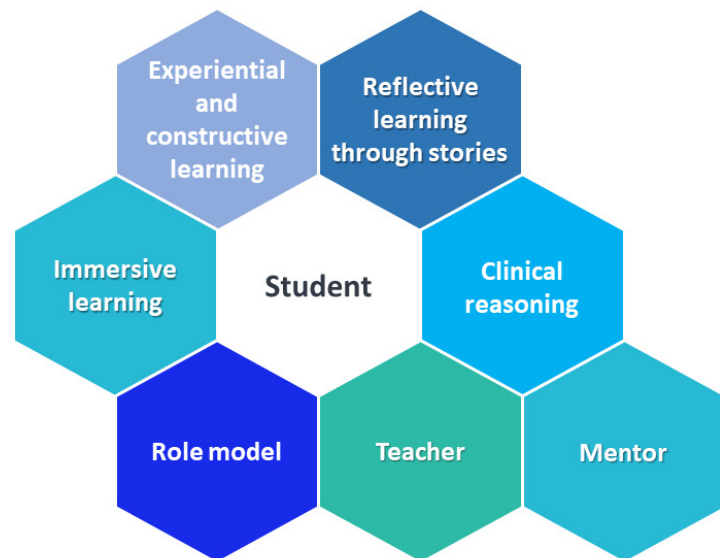 Experiential
and
constructive
learning
Reflective
learning
through stories
Immersive
learning
Student
Clinical
reasoning
Role model
Teacher
Mentor